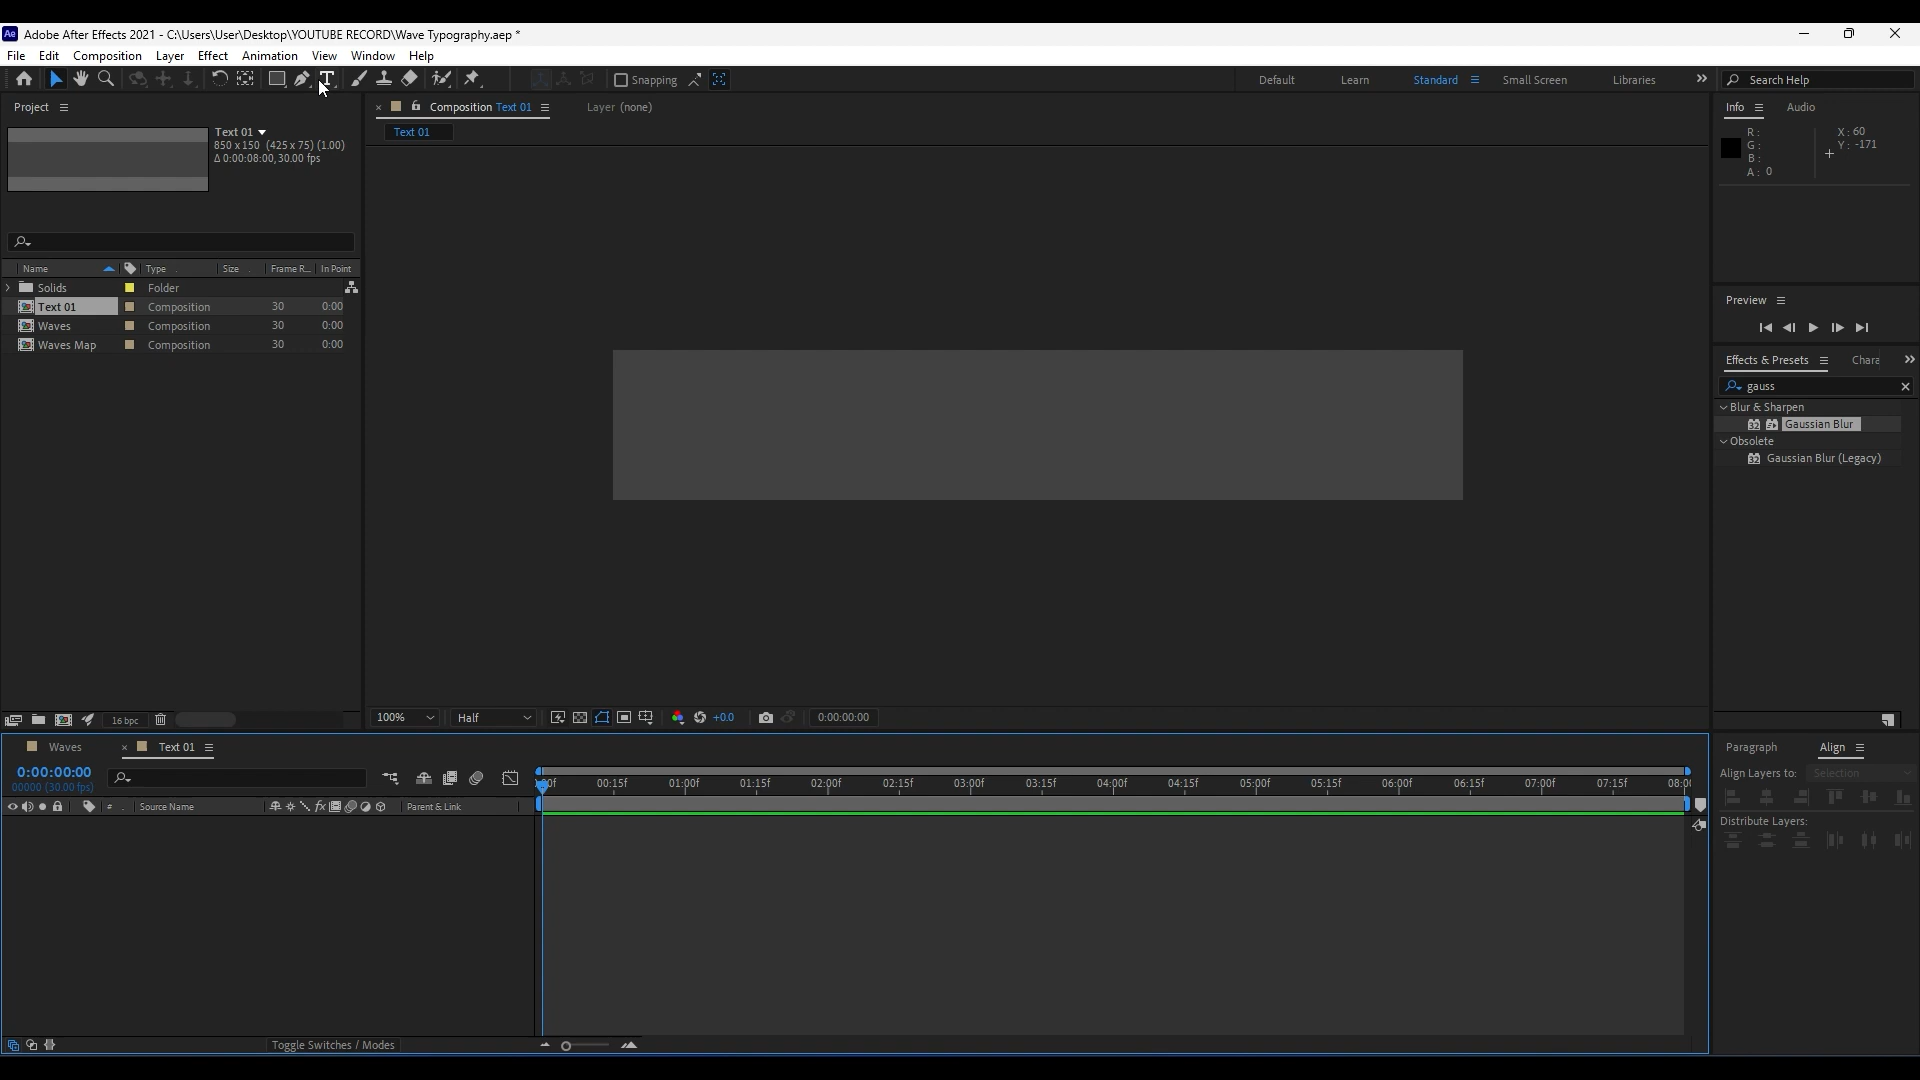 Ae Adobe After Effects 2021 - C:\Users\User\Desktop\YOUTUBE RECORD\Wave Typography.aep *
File Edit Composition Layer Effect Animation View Window Help
Snapping Default Learn Standard Small Screen Libraries Search Help
Project
Composition Text 01 Layer (none)
Info Audio
Text 01
850 x 150 (425 x 75) (1.00)
Δ 0:00:08:00, 30.00 fps
Text 01
R :
G :
B :
A : 0
X : 60
Y : -171
Name Type Size Frame R... In Point
Solids Folder
Text 01 Composition 30 0:00
Waves Composition 30 0:00
Waves Map Composition 30 0:00
Preview
Effects & Presets Chara
gauss
Blur & Sharpen
32 Gaussian Blur
Obsolete
32 Gaussian Blur (Legacy)
16 bpc
100% Half +0.0 0:00:00:00
Waves Text 01
0:00:00:00
00000 (30.00 fps)
00f 00:15f 01:00f 01:15f 02:00f 02:15f 03:00f 03:15f 04:00f 04:15f 05:00f 05:15f 06:00f 06:15f 07:00f 07:15f 08:00
# Source Name fx Parent & Link
Paragraph Align
Align Layers to: Selection
Distribute Layers:
Toggle Switches / Modes